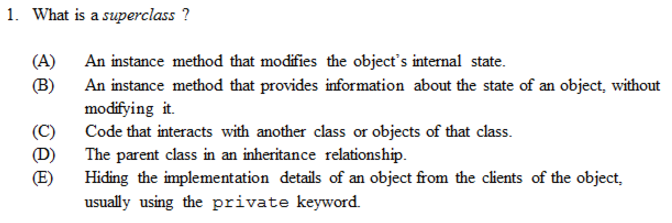 1. What is a superclass ?
(A) An instance method that modifies the object's internal state.
(B) An instance method that provides information about the state of an object, without
modifying it.
(C) Code that interacts with another class or objects of that class.
(D) The parent class in an inheritance relationship.
(E) Hiding the implementation details of an object from the clients of the object,
usually using the private keyword.